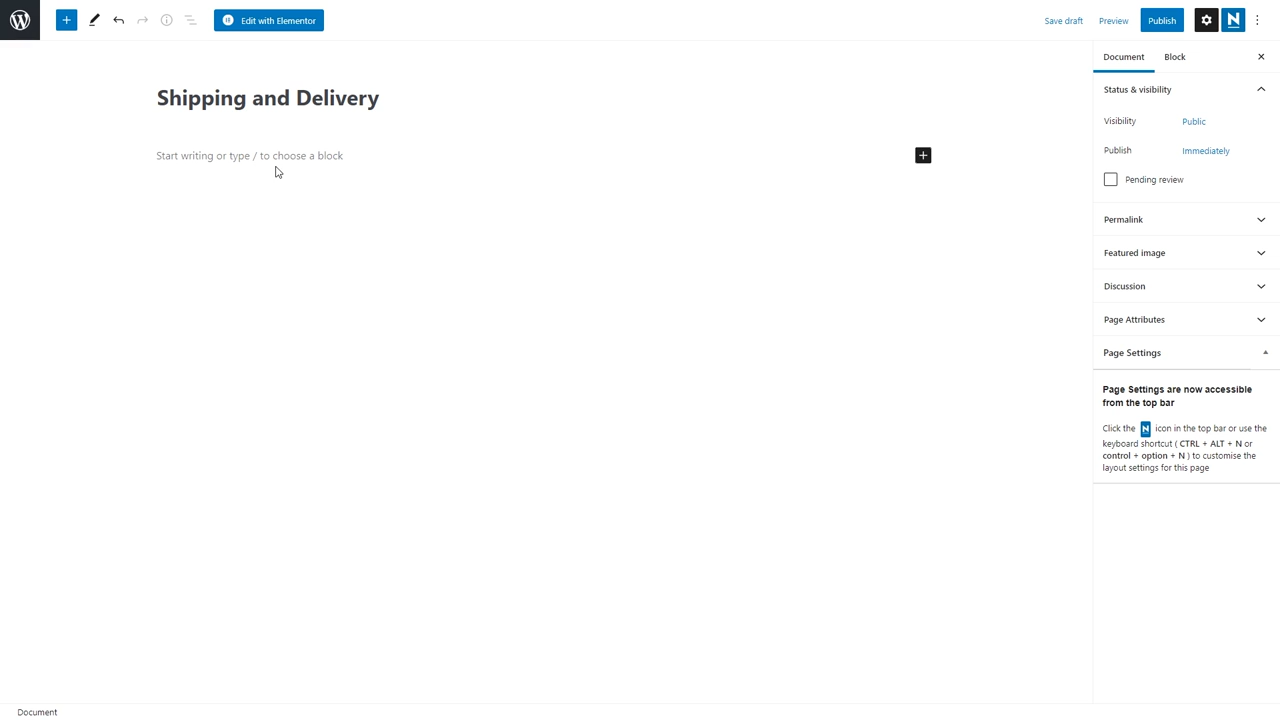 Edit with Elementor
Save draft
Preview
Publish
N
Document
Block
Shipping and Delivery
Start writing or type / to choose a block
Status & visibility
Visibility
Public
Publish
Immediately
Pending review
Permalink
Featured image
Discussion
Page Attributes
Page Settings
Page Settings are now accessible
from the top bar
Click the N icon in the top bar or use the
keyboard shortcut ( CTRL + ALT + N or
control + option + N ) to customise the
layout settings for this page
Document